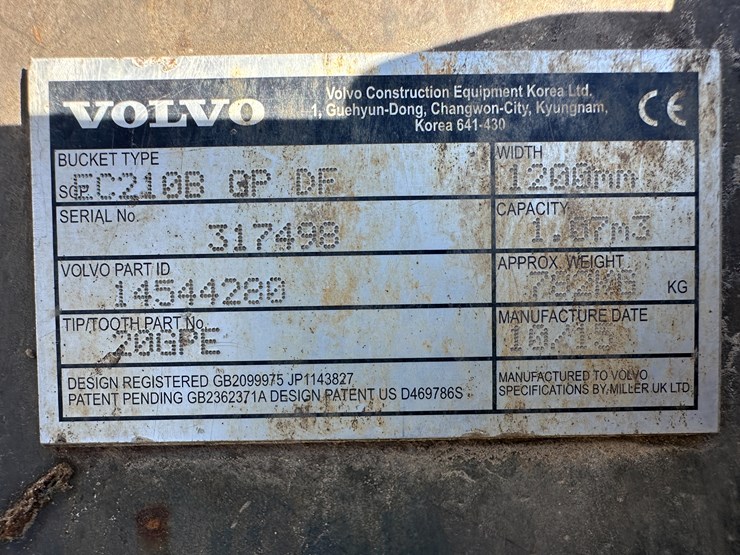 VOLVO
Volvo Construction Equipment Korea Ltd.
1, Guehyun-Dong, Changwon-City, Kyungnam,
Korea 641-430
CE
BUCKET TYPE
EC210B GP DF
WIDTH
1200mm
SERIAL No.
317498
CAPACITY
1.07m3
VOLVO PART ID
14544280
APPROX. WEIGHT
KG
TIP/TOOTH PART No.
20GPE
MANUFACTURE DATE
DESIGN REGISTERED GB2099975 JP1143827
PATENT PENDING GB2362371A DESIGN PATENT US D469786S
MANUFACTURED TO VOLVO
SPECIFICATIONS BY, MILLER UK LTD